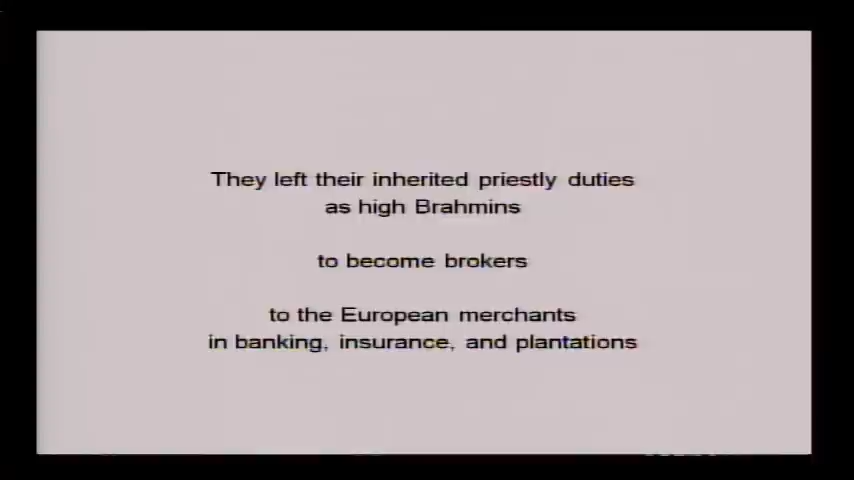 They left their inherited priestly duties
as high Brahmins
to become brokers
to the European merchants
in banking, insurance, and plantations